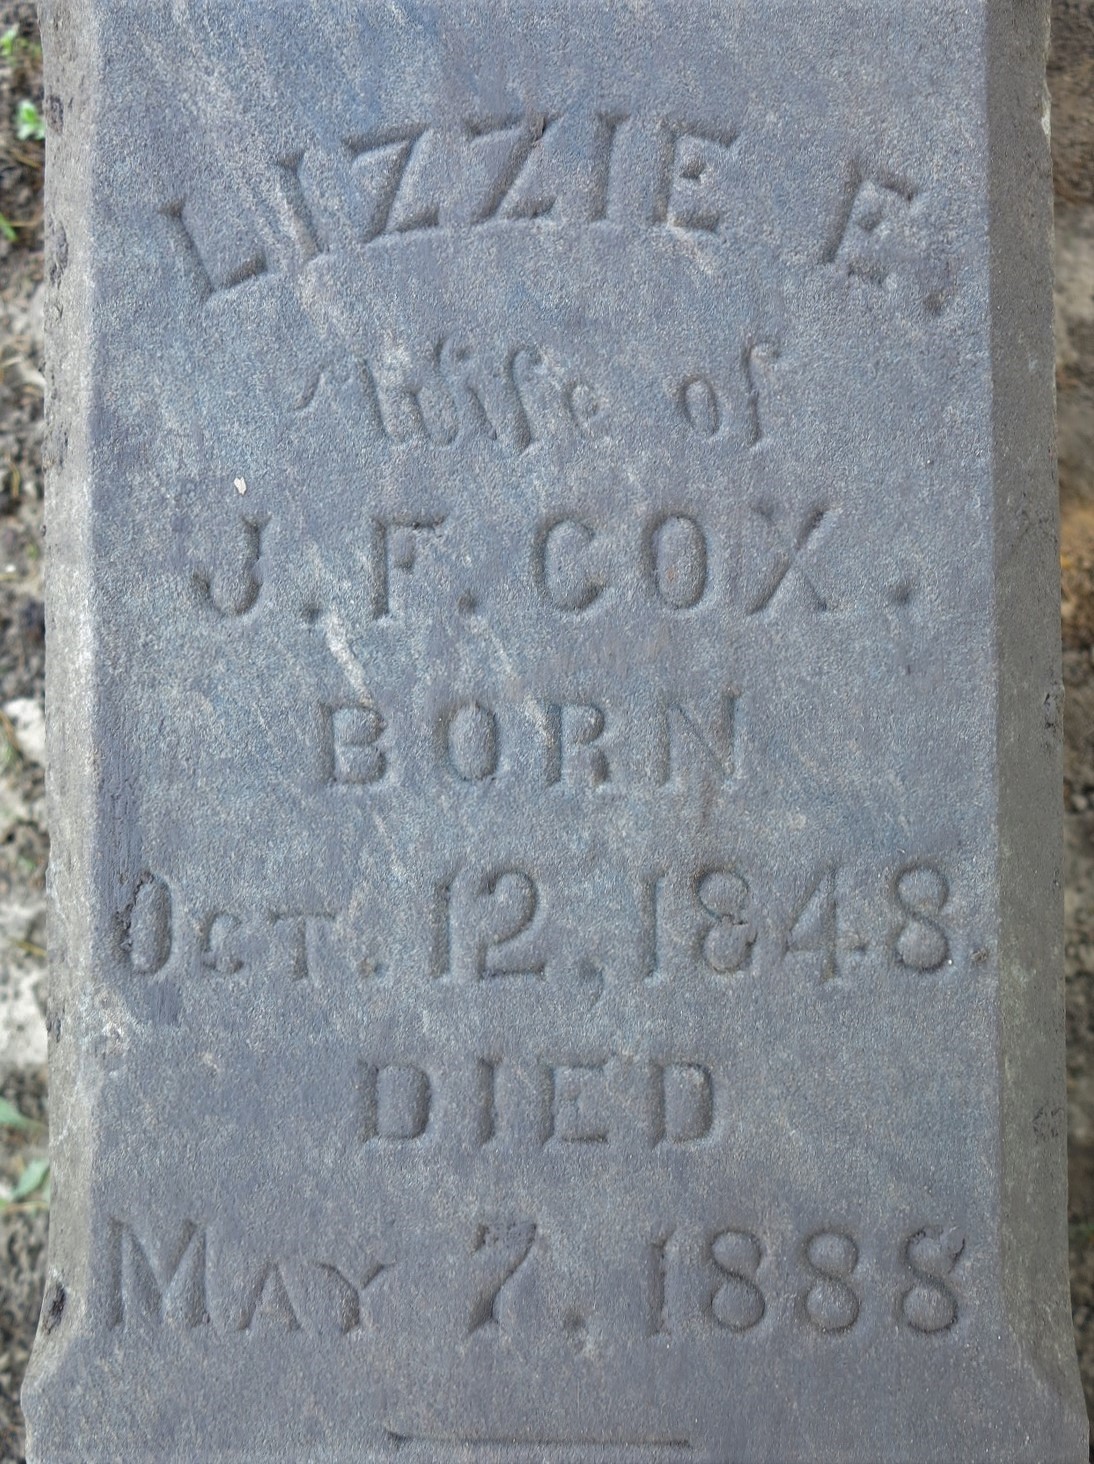 LIZZIE E.
Wife of
J. F. COX.
BORN
OCT. 12, 1848.
DIED
MAY 7, 1888